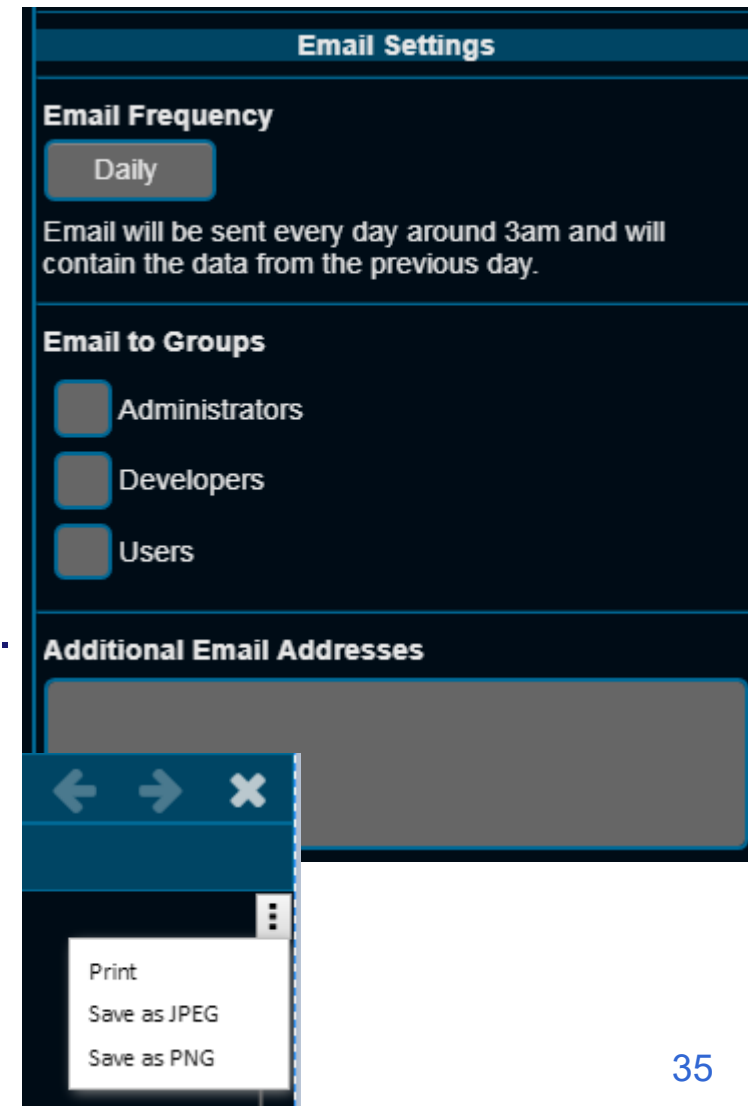 Email Settings
Email Frequency
Daily
Email will be sent every day around 3am and will
contain the data from the previous day.
Email to Groups
Administrators
Developers
Users
Additional Email Addresses
Print
Save as JPEG
Save as PNG
35